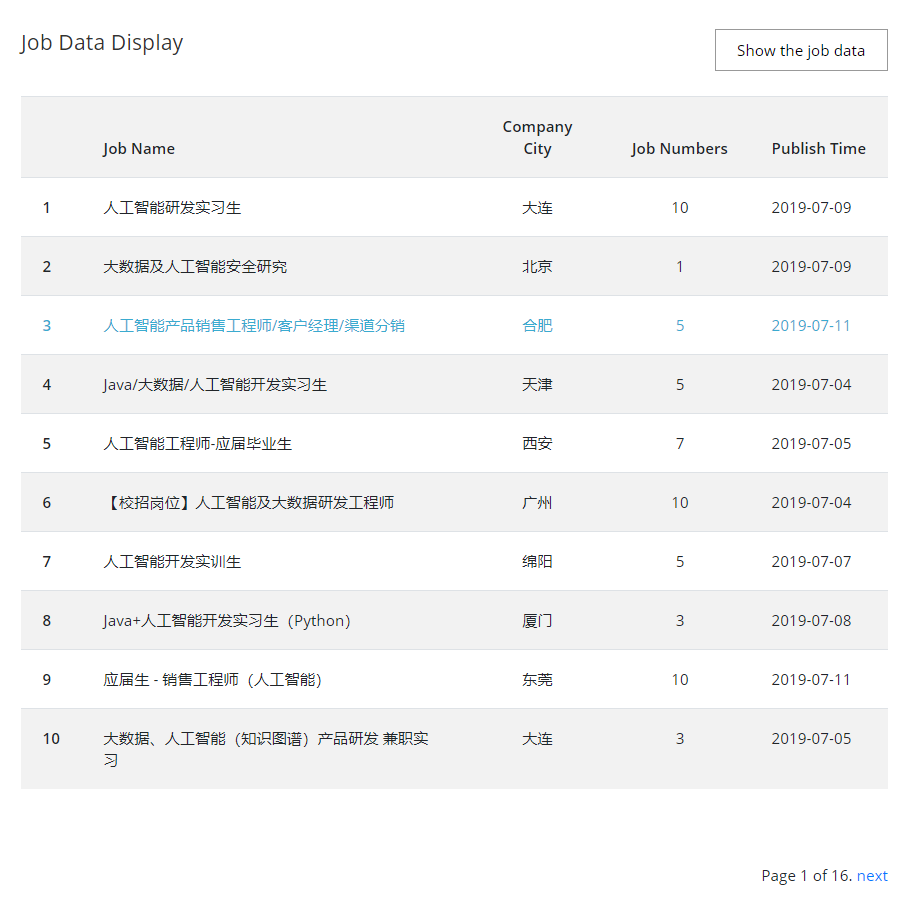 Job Data Display
Show the job data
Company
Job Name City Job Numbers Publish Time
1 人工智能研发实习生 大连 10 2019-07-09
2 大数据及人工智能安全研究 北京 1 2019-07-09
3 人工智能产品销售工程师/客户经理/渠道分销 合肥 5 2019-07-11
4 Java/大数据/人工智能开发实习生 天津 5 2019-07-04
5 人工智能工程师-应届毕业生 西安 7 2019-07-05
6 【校招岗位】人工智能及大数据研发工程师 广州 10 2019-07-04
7 人工智能开发实训生 绵阳 5 2019-07-07
8 Java+人工智能开发实习生（Python） 厦门 3 2019-07-08
9 应届生 - 销售工程师（人工智能） 东莞 10 2019-07-11
10 大数据、人工智能（知识图谱）产品研发 兼职实 大连 3 2019-07-05
习
Page 1 of 16. next